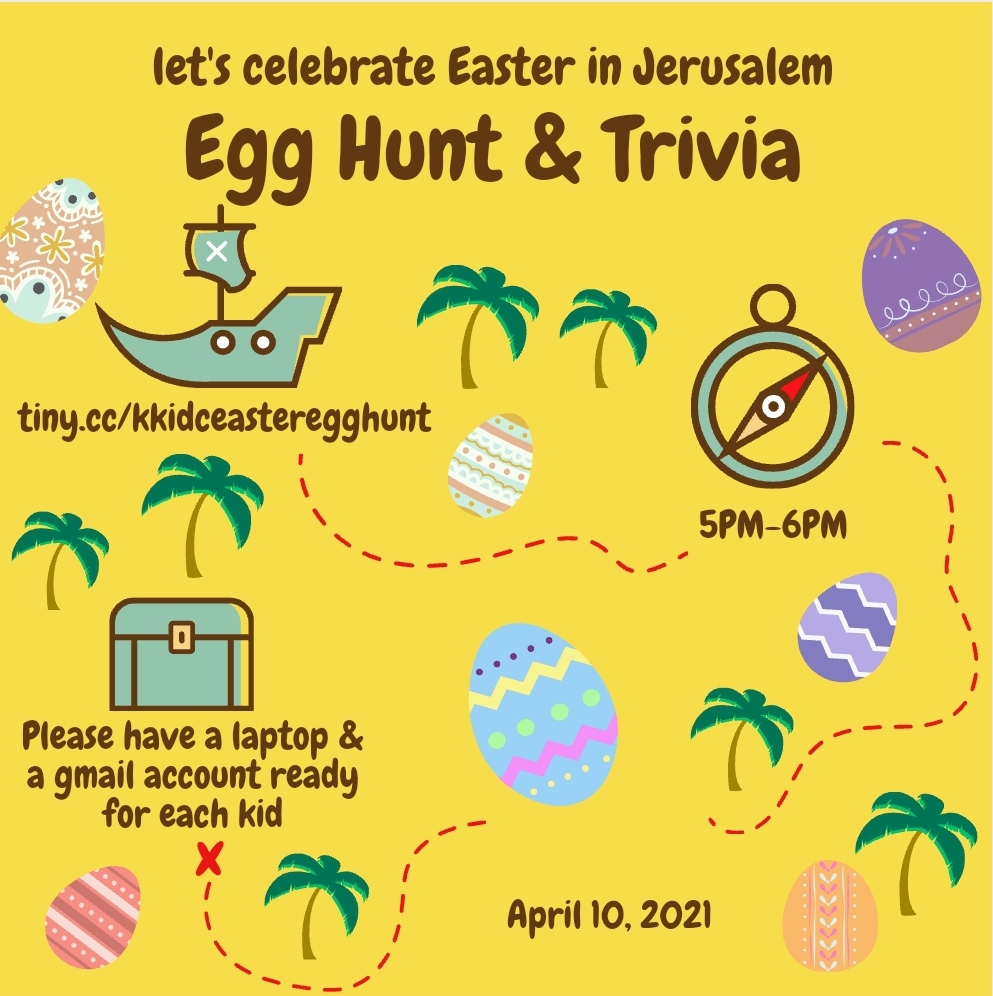 let's celebrate Easter in Jerusalem
Egg Hunt & Trivia
tiny.cc/kkidceasteregghunt
5PM-6PM
Please have a laptop &
a gmail account ready
for each kid
April 10, 2021